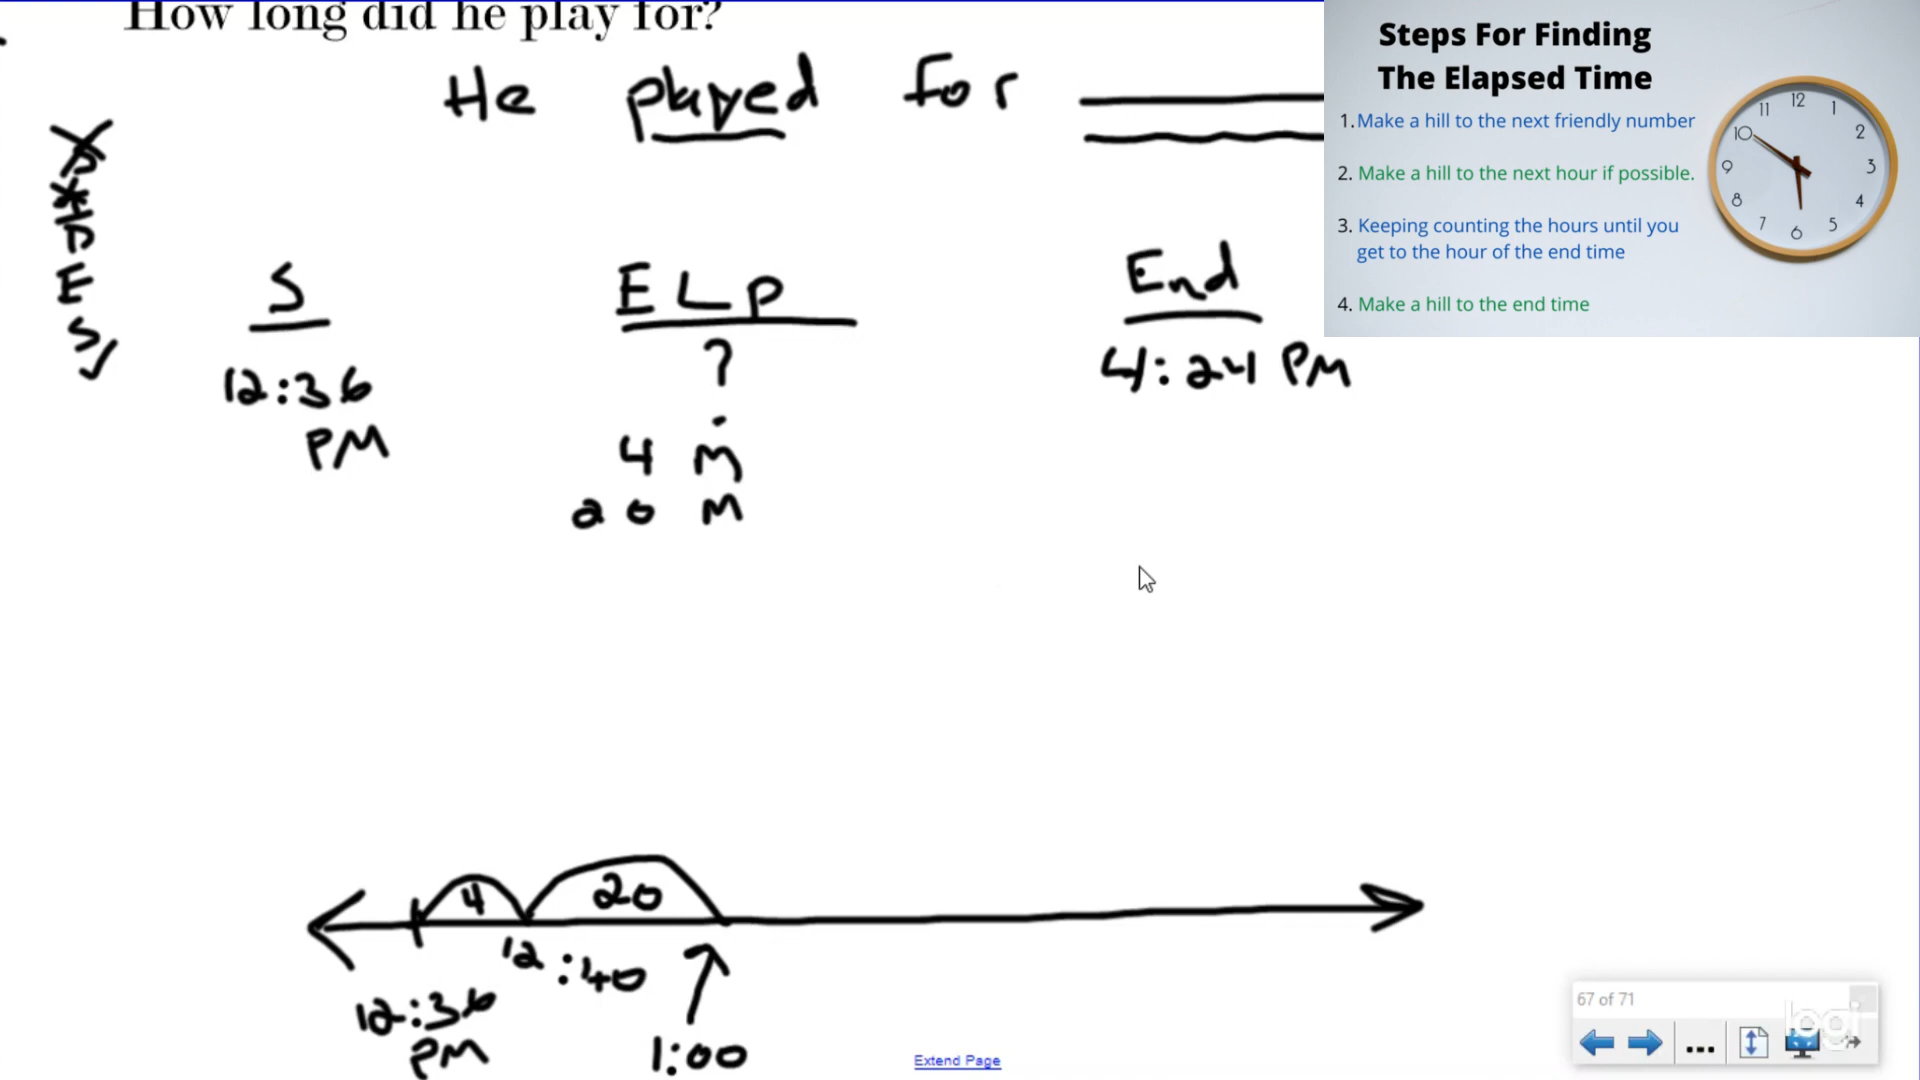 How long did he play for?
He played for
S
12:36
PM
ELP
?
4 m
20 M
End
4:24 PM
Steps For Finding
The Elapsed Time
1. Make a hill to the next friendly number
2. Make a hill to the next hour if possible.
3. Keeping counting the hours until you
get to the hour of the end time
4. Make a hill to the end time
12
1
2
3
4
5
6
7
8
9
10
11
4
20
12:36
PM
12:40
1:00
Extend Page
67 of 71
logi